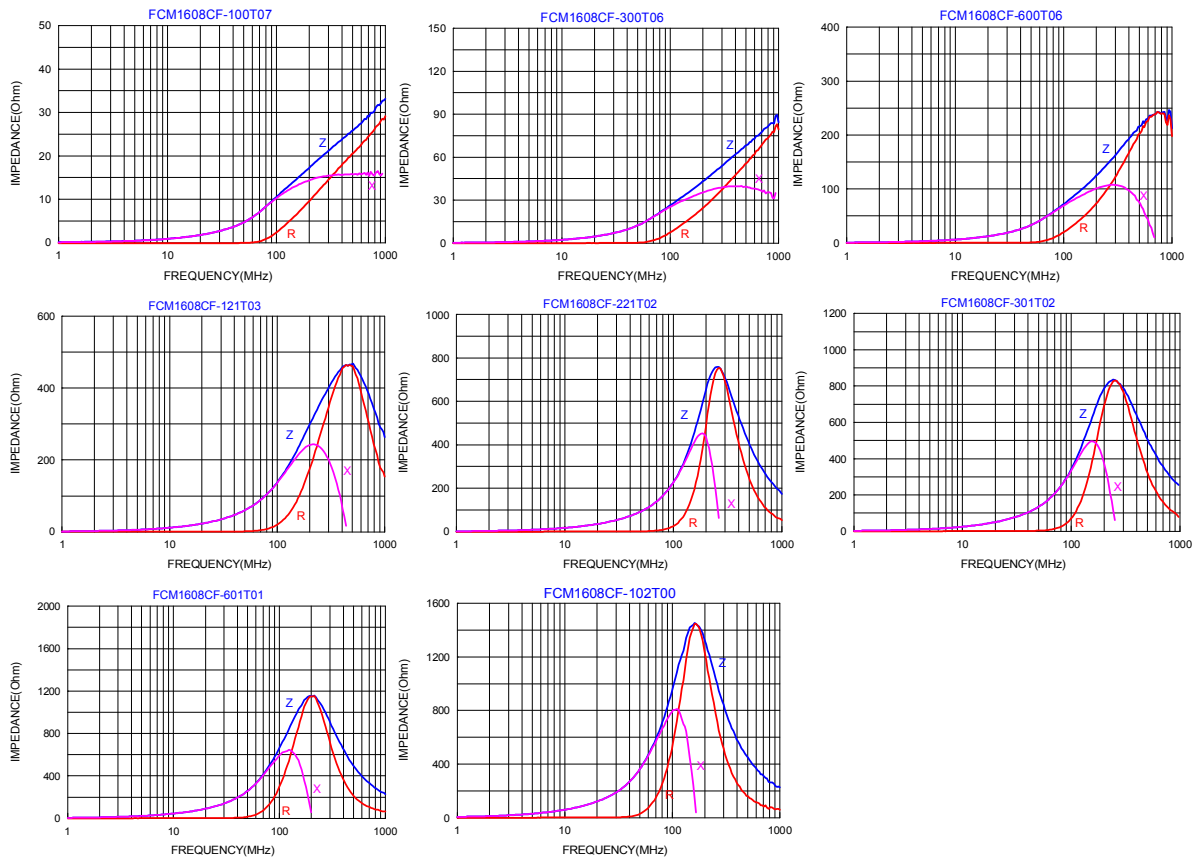 FCM1608CF-100T07
50
40
30
20
10
0
IMPEDANCE(Ohm)
Z
X
R
1 10 100 1000
FREQUENCY(MHz)
FCM1608CF-300T06
150
120
90
60
30
0
IMPEDANCE(Ohm)
Z
X
R
1 10 100 1000
FREQUENCY(MHz)
FCM1608CF-600T06
400
300
200
100
0
IMPEDANCE(Ohm)
Z
X
R
1 10 100 1000
FREQUENCY(MHz)
FCM1608CF-121T03
600
400
200
0
IMPEDANCE(Ohm)
Z
X
R
1 10 100 1000
FREQUENCY(MHz)
FCM1608CF-221T02
1000
800
600
400
200
0
IMPEDANCE(Ohm)
Z
X
R
1 10 100 1000
FREQUENCY(MHz)
FCM1608CF-301T02
1200
1000
800
600
400
200
0
IMPEDANCE(Ohm)
Z
X
R
1 10 100 1000
FREQUENCY(MHz)
FCM1608CF-601T01
2000
1600
1200
800
400
0
IMPEDANCE(Ohm)
Z
X
R
1 10 100 1000
FREQUENCY(MHz)
FCM1608CF-102T00
1600
1400
1200
1000
800
600
400
200
0
IMPEDANCE(Ohm)
Z
X
R
1 10 100 1000
FREQUENCY(MHz)